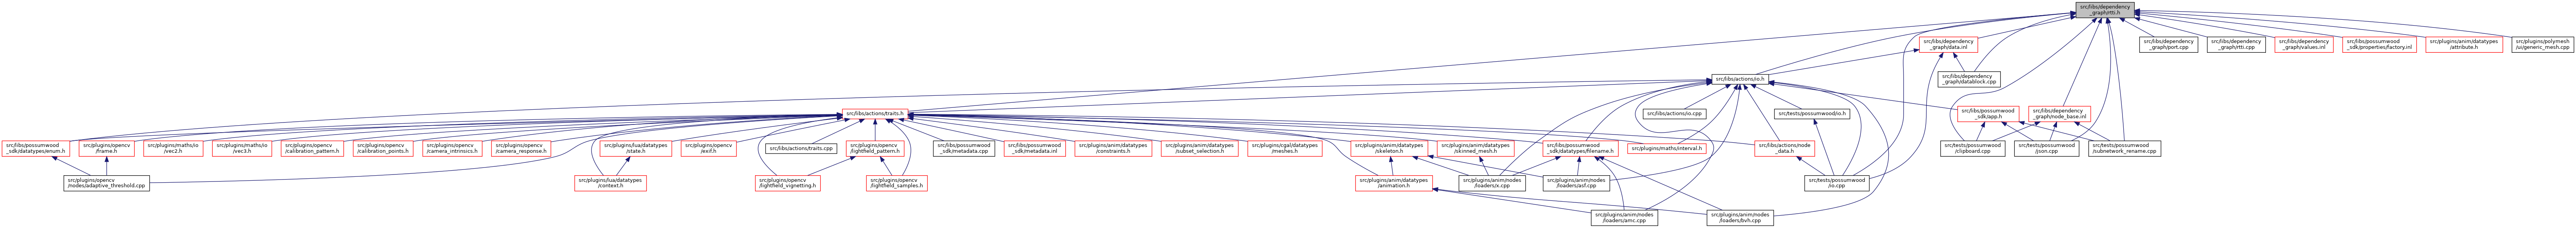 src/libs/dependency
_graph/rtti.h
src/libs/dependency
_graph/data.inl
src/libs/dependency
_graph/port.cpp
src/libs/dependency
_graph/rtti.cpp
src/libs/dependency
_graph/values.inl
src/libs/possumwood
_sdk/properties/factory.inl
src/plugins/anim/datatypes
/attribute.h
src/plugins/polymesh
/ui/generic_mesh.cpp
src/libs/actions/io.h
src/libs/dependency
_graph/datablock.cpp
src/libs/actions/traits.h
src/libs/actions/io.cpp
src/tests/possumwood/io.h
src/libs/possumwood
_sdk/app.h
src/libs/dependency
_graph/node_base.inl
src/libs/possumwood
_sdk/datatypes/enum.h
src/plugins/opencv
/frame.h
src/plugins/maths/io
/vec2.h
src/plugins/maths/io
/vec3.h
src/plugins/opencv
/calibration_pattern.h
src/plugins/opencv
/calibration_points.h
src/plugins/opencv
/camera_intrinsics.h
src/plugins/opencv
/camera_response.h
src/plugins/lua/datatypes
/state.h
src/plugins/opencv
/exif.h
src/libs/actions/traits.cpp
src/plugins/opencv
/lightfield_pattern.h
src/libs/possumwood
_sdk/metadata.cpp
src/libs/possumwood
_sdk/metadata.inl
src/plugins/anim/datatypes
/constraints.h
src/plugins/anim/datatypes
/subset_selection.h
src/plugins/cgal/datatypes
/meshes.h
src/plugins/anim/datatypes
/skeleton.h
src/plugins/anim/datatypes
/skinned_mesh.h
src/libs/possumwood
_sdk/datatypes/filename.h
src/plugins/maths/interval.h
src/libs/actions/node
_data.h
src/tests/possumwood
/clipboard.cpp
src/tests/possumwood
/json.cpp
src/tests/possumwood
/subnetwork_rename.cpp
src/plugins/opencv
/nodes/adaptive_threshold.cpp
src/plugins/lua/datatypes
/context.h
src/plugins/opencv
/lightfield_vignetting.h
src/plugins/opencv
/lightfield_samples.h
src/plugins/anim/datatypes
/animation.h
src/plugins/anim/nodes
/loaders/x.cpp
src/plugins/anim/nodes
/loaders/asf.cpp
src/tests/possumwood
/io.cpp
src/plugins/anim/nodes
/loaders/amc.cpp
src/plugins/anim/nodes
/loaders/bvh.cpp